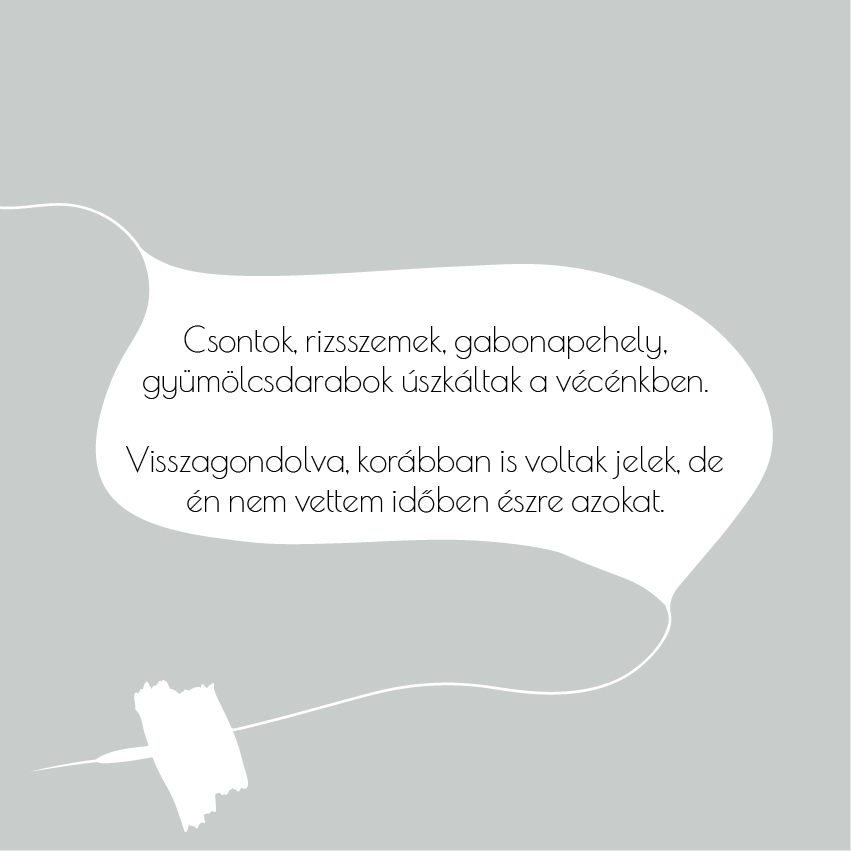 Csontok, rizsszemek, gabonapehely,
gyümölcsdarabok úszkáltak a vécénkben.
Visszagondolva, korábban is voltak jelek, de
én nem vettem időben észre azokat.